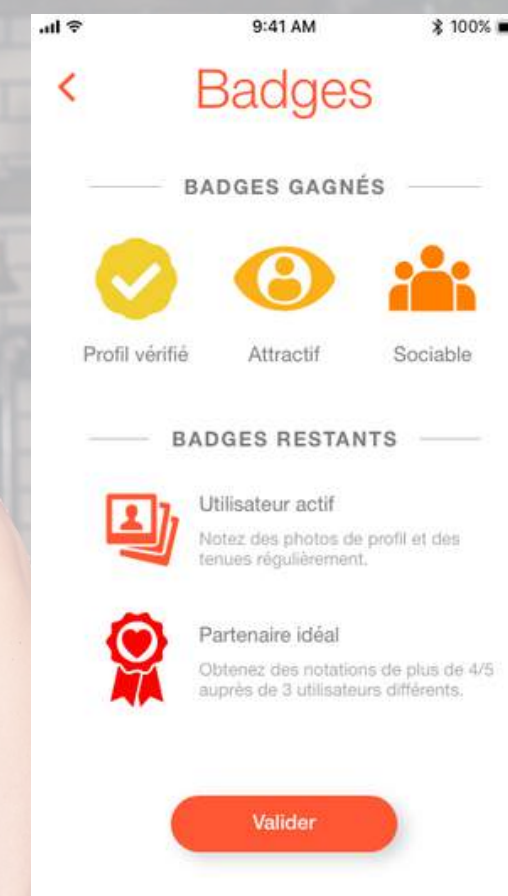 9:41 AM
100%
Badges
BADGES GAGNÉS
Profil vérifié
Attractif
Sociable
BADGES RESTANTS
Utilisateur actif
Notez des photos de profil et des
tenues régulièrement.
Partenaire idéal
Obtenez des notations de plus de 4/5
auprès de 3 utilisateurs différents.
Valider